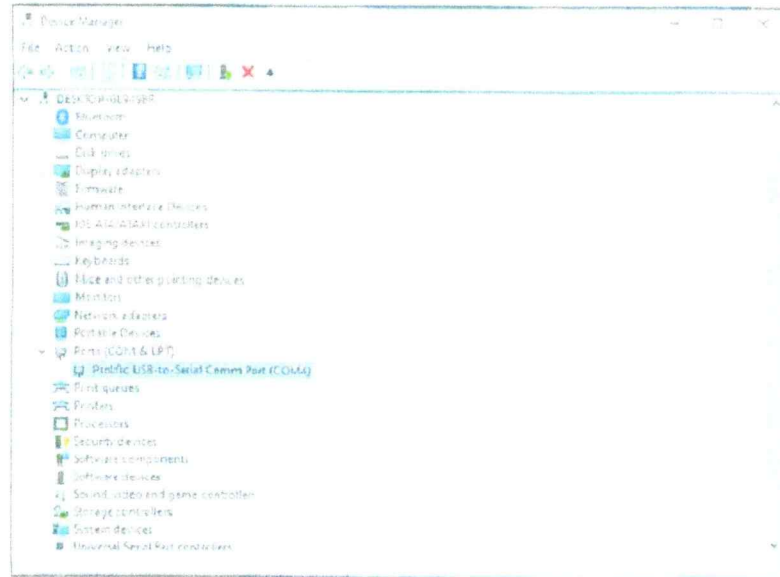 Device Manager
File Action View Help
Bluetooth
Computer
Disk drives
Display adapters
Firmware
Human Interface Devices
IDE ATA/ATAPI controllers
Imaging devices
Keyboards
Mice and other pointing devices
Monitors
Network adapters
Portable Devices
Ports (COM & LPT)
Prolific USB-to-Serial Comm Port (COM4)
Print queues
Printers
Processors
Security devices
Software components
Software devices
Sound, video and game controllers
Storage controllers
System devices
Universal Serial Bus controllers